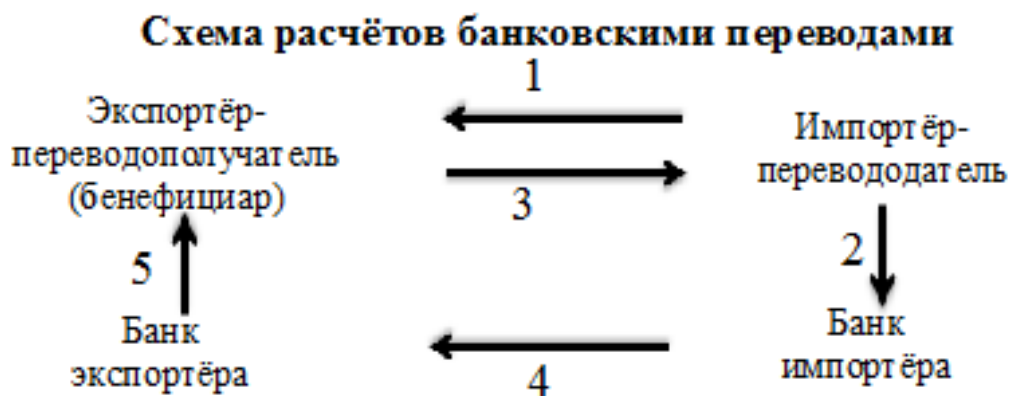 Схема расчётов банковскими переводами
1
Экспортёр-
переводополучатель
(бенефициар)
Импортёр-
перевододатель
3
5
2
Банк
экспортёра
4
Банк
импортёра